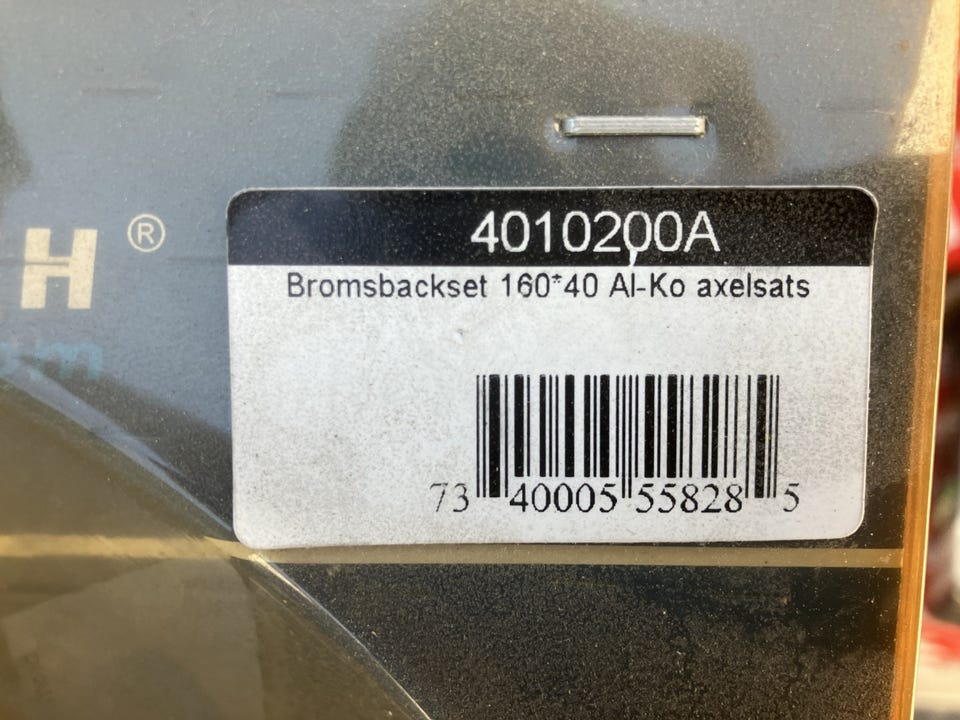 H®
4010200A
Bromsbackset 160*40 Al-Ko axelsats
73 40005 55828 5